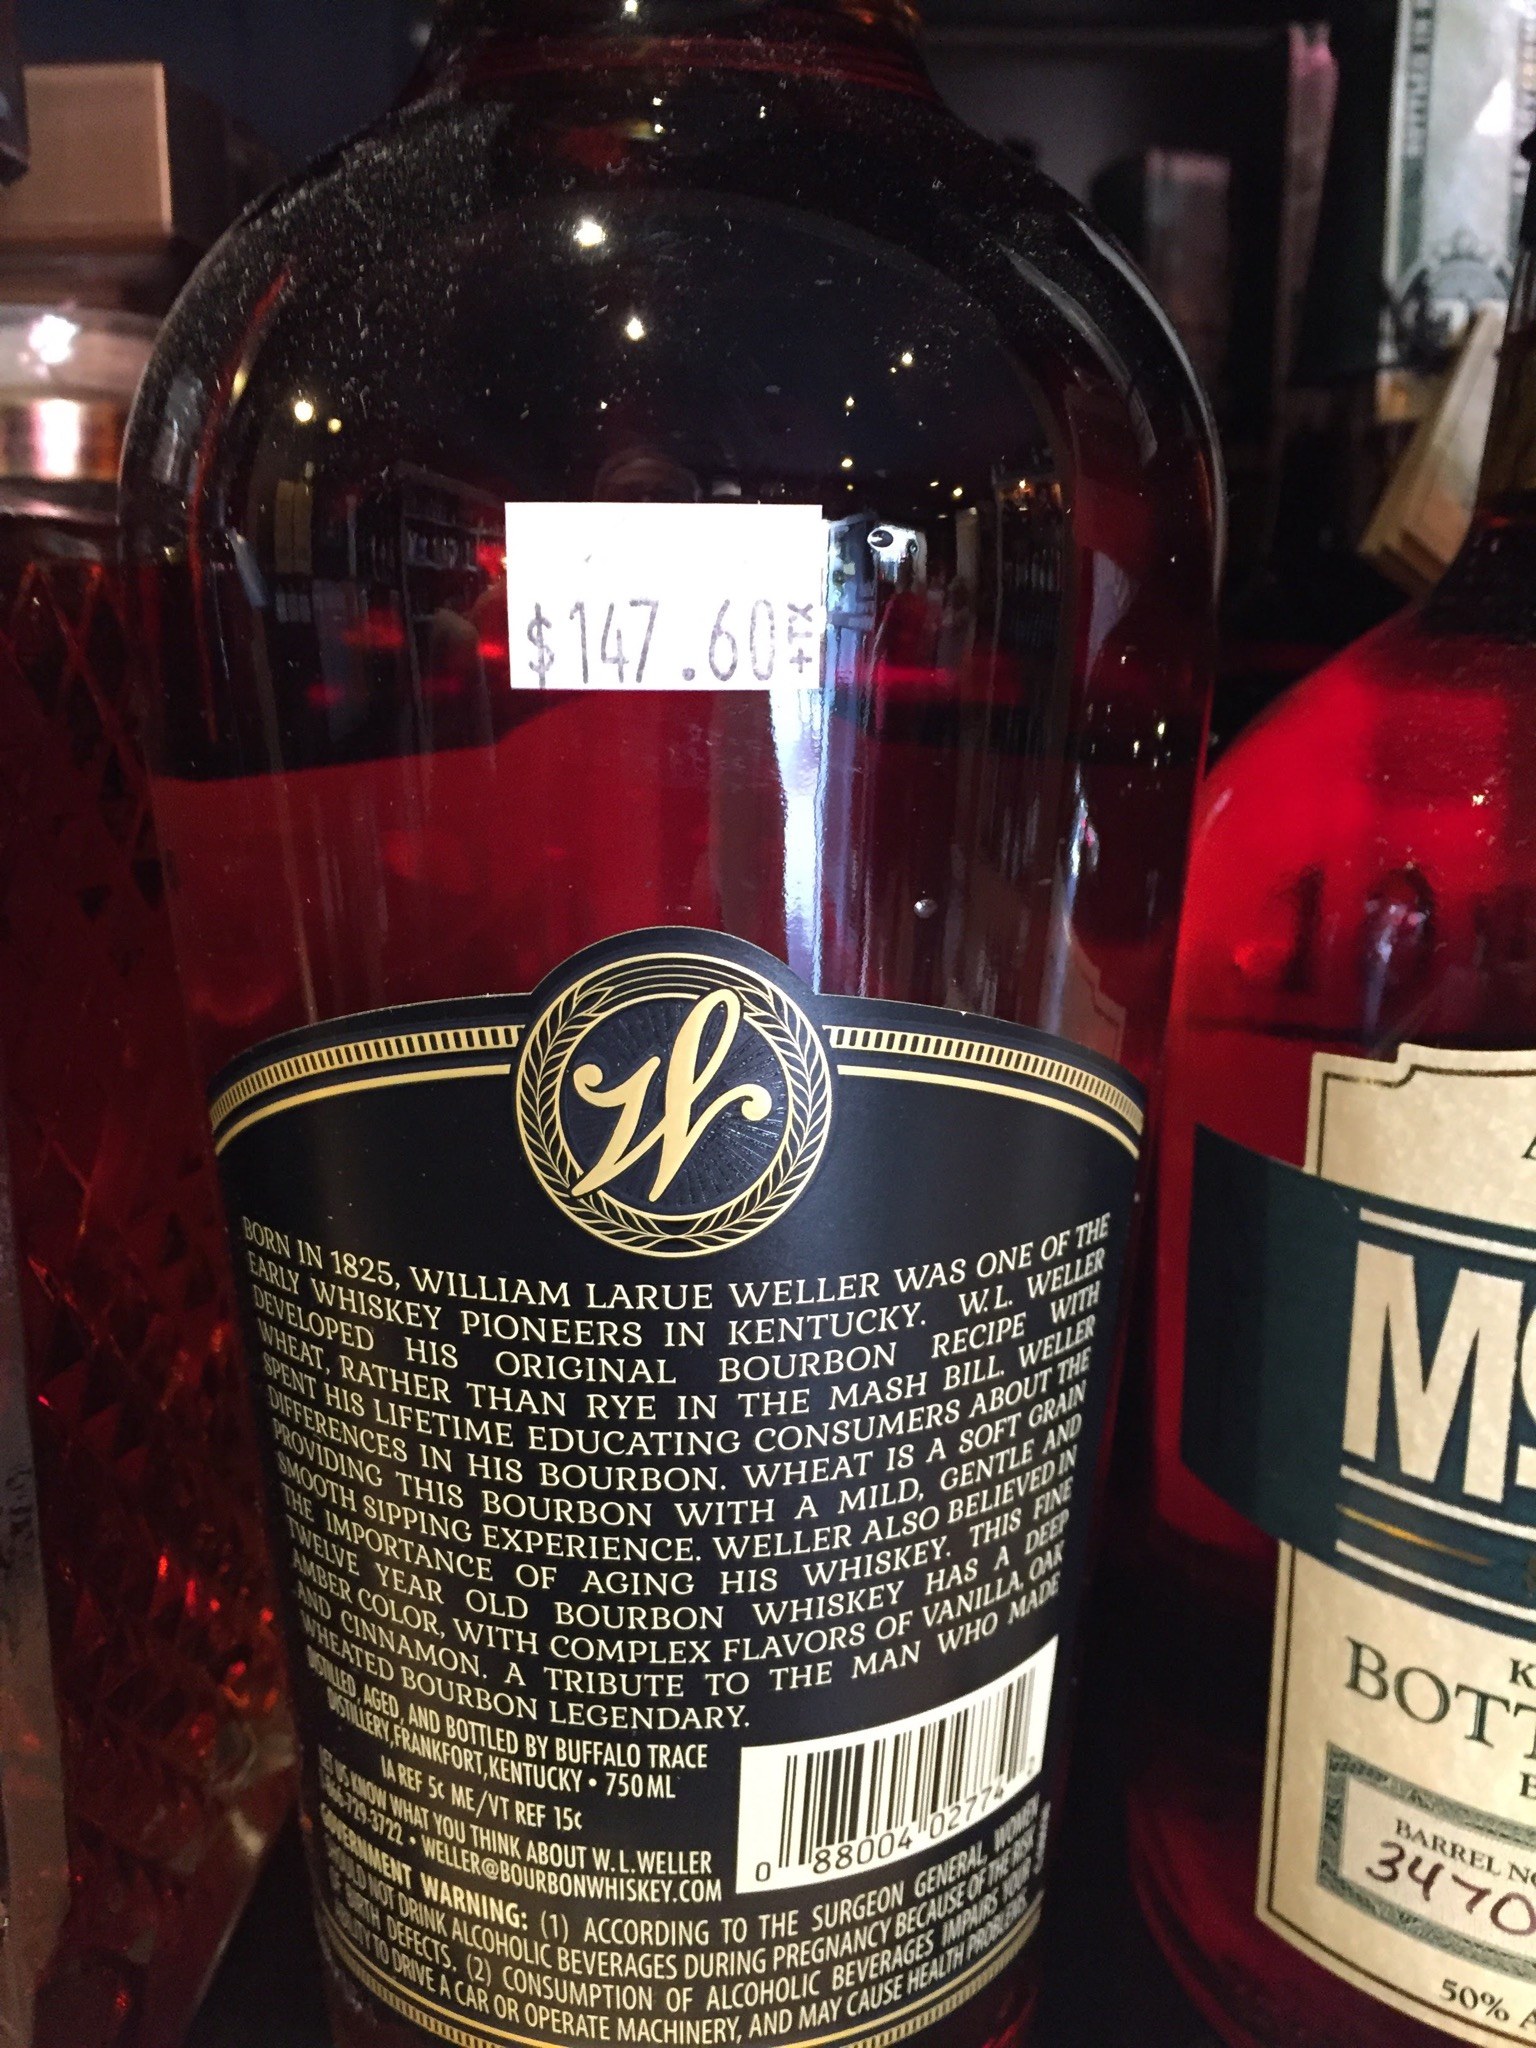 $147.60 +TX
W
BORN IN 1825, WILLIAM LARUE WELLER WAS ONE OF THE
EARLY WHISKEY PIONEERS IN KENTUCKY. W.L. WELLER
DEVELOPED HIS ORIGINAL BOURBON RECIPE WITH
WHEAT, RATHER THAN RYE IN THE MASH BILL. WELLER
SPENT HIS LIFETIME EDUCATING CONSUMERS ABOUT THE
DIFFERENCES IN HIS BOURBON. WHEAT IS A SOFT GRAIN
PROVIDING THIS BOURBON WITH A MILD, GENTLE AND
SMOOTH SIPPING EXPERIENCE. WELLER ALSO BELIEVED IN
THE IMPORTANCE OF AGING HIS WHISKEY. THIS FINE
TWELVE YEAR OLD BOURBON WHISKEY HAS A DEEP
AMBER COLOR, WITH COMPLEX FLAVORS OF VANILLA, OAK
AND CINNAMON. A TRIBUTE TO THE MAN WHO MADE
WHEATED BOURBON LEGENDARY.
DISTILLED, AGED, AND BOTTLED BY BUFFALO TRACE
DISTILLERY, FRANKFORT, KENTUCKY • 750 ML
IA REF 5¢ ME/VT REF 15¢
LET US KNOW WHAT YOU THINK ABOUT W.L.WELLER
729-3722 • WELLER@BOURBONWHISKEY.COM
0 88004 02774 2
GOVERNMENT WARNING: (1) ACCORDING TO THE SURGEON GENERAL, WOMEN
SHOULD NOT DRINK ALCOHOLIC BEVERAGES DURING PREGNANCY BECAUSE OF THE RISK
OF BIRTH DEFECTS. (2) CONSUMPTION OF ALCOHOLIC BEVERAGES IMPAIRS YOUR
ABILITY TO DRIVE A CAR OR OPERATE MACHINERY, AND MAY CAUSE HEALTH PROBLEMS.
M
K
BOTT
BARREL NO
3470
50% A